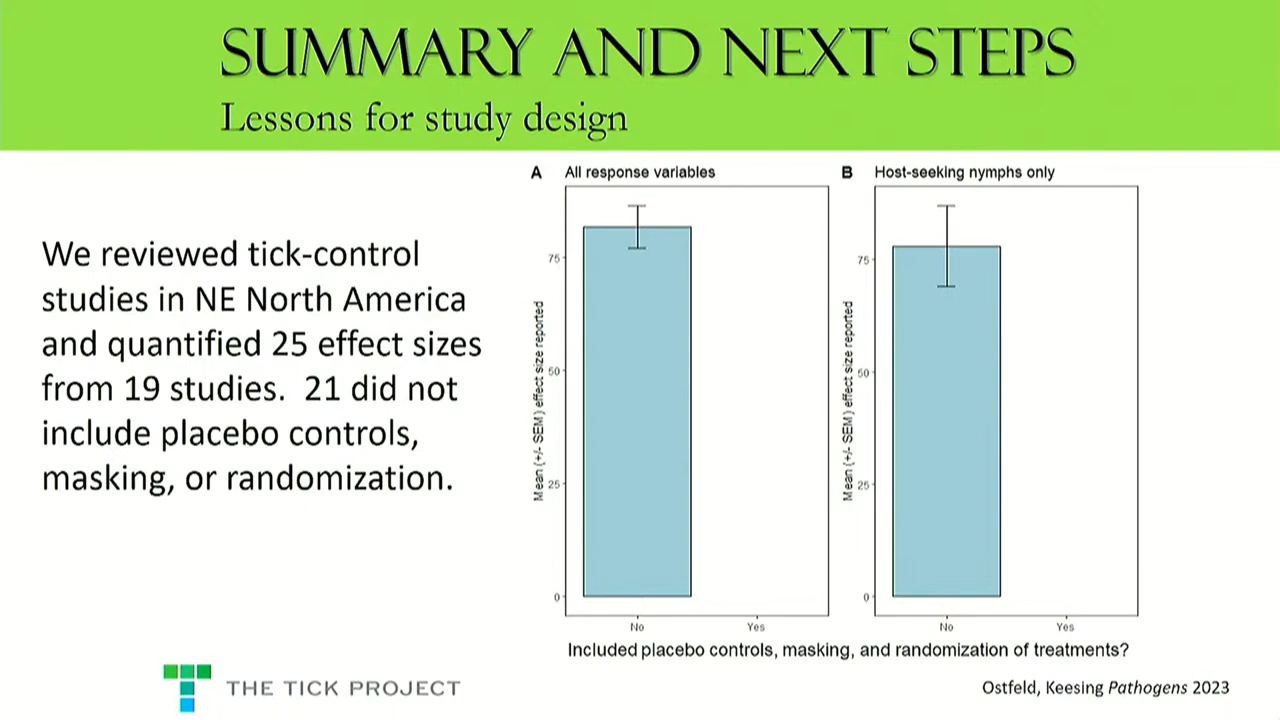 SUMMARY AND NEXT STEPS
Lessons for study design
We reviewed tick-control
studies in NE North America
and quantified 25 effect sizes
from 19 studies.  21 did not
include placebo controls,
masking, or randomization.
A All response variables
Mean (+/- SEM) effect size reported
75
50
25
0
No Yes
B Host-seeking nymphs only
Mean (+/- SEM) effect size reported
75
50
25
0
No Yes
Included placebo controls, masking, and randomization of treatments?
THE TICK PROJECT
Ostfeld, Keesing Pathogens 2023